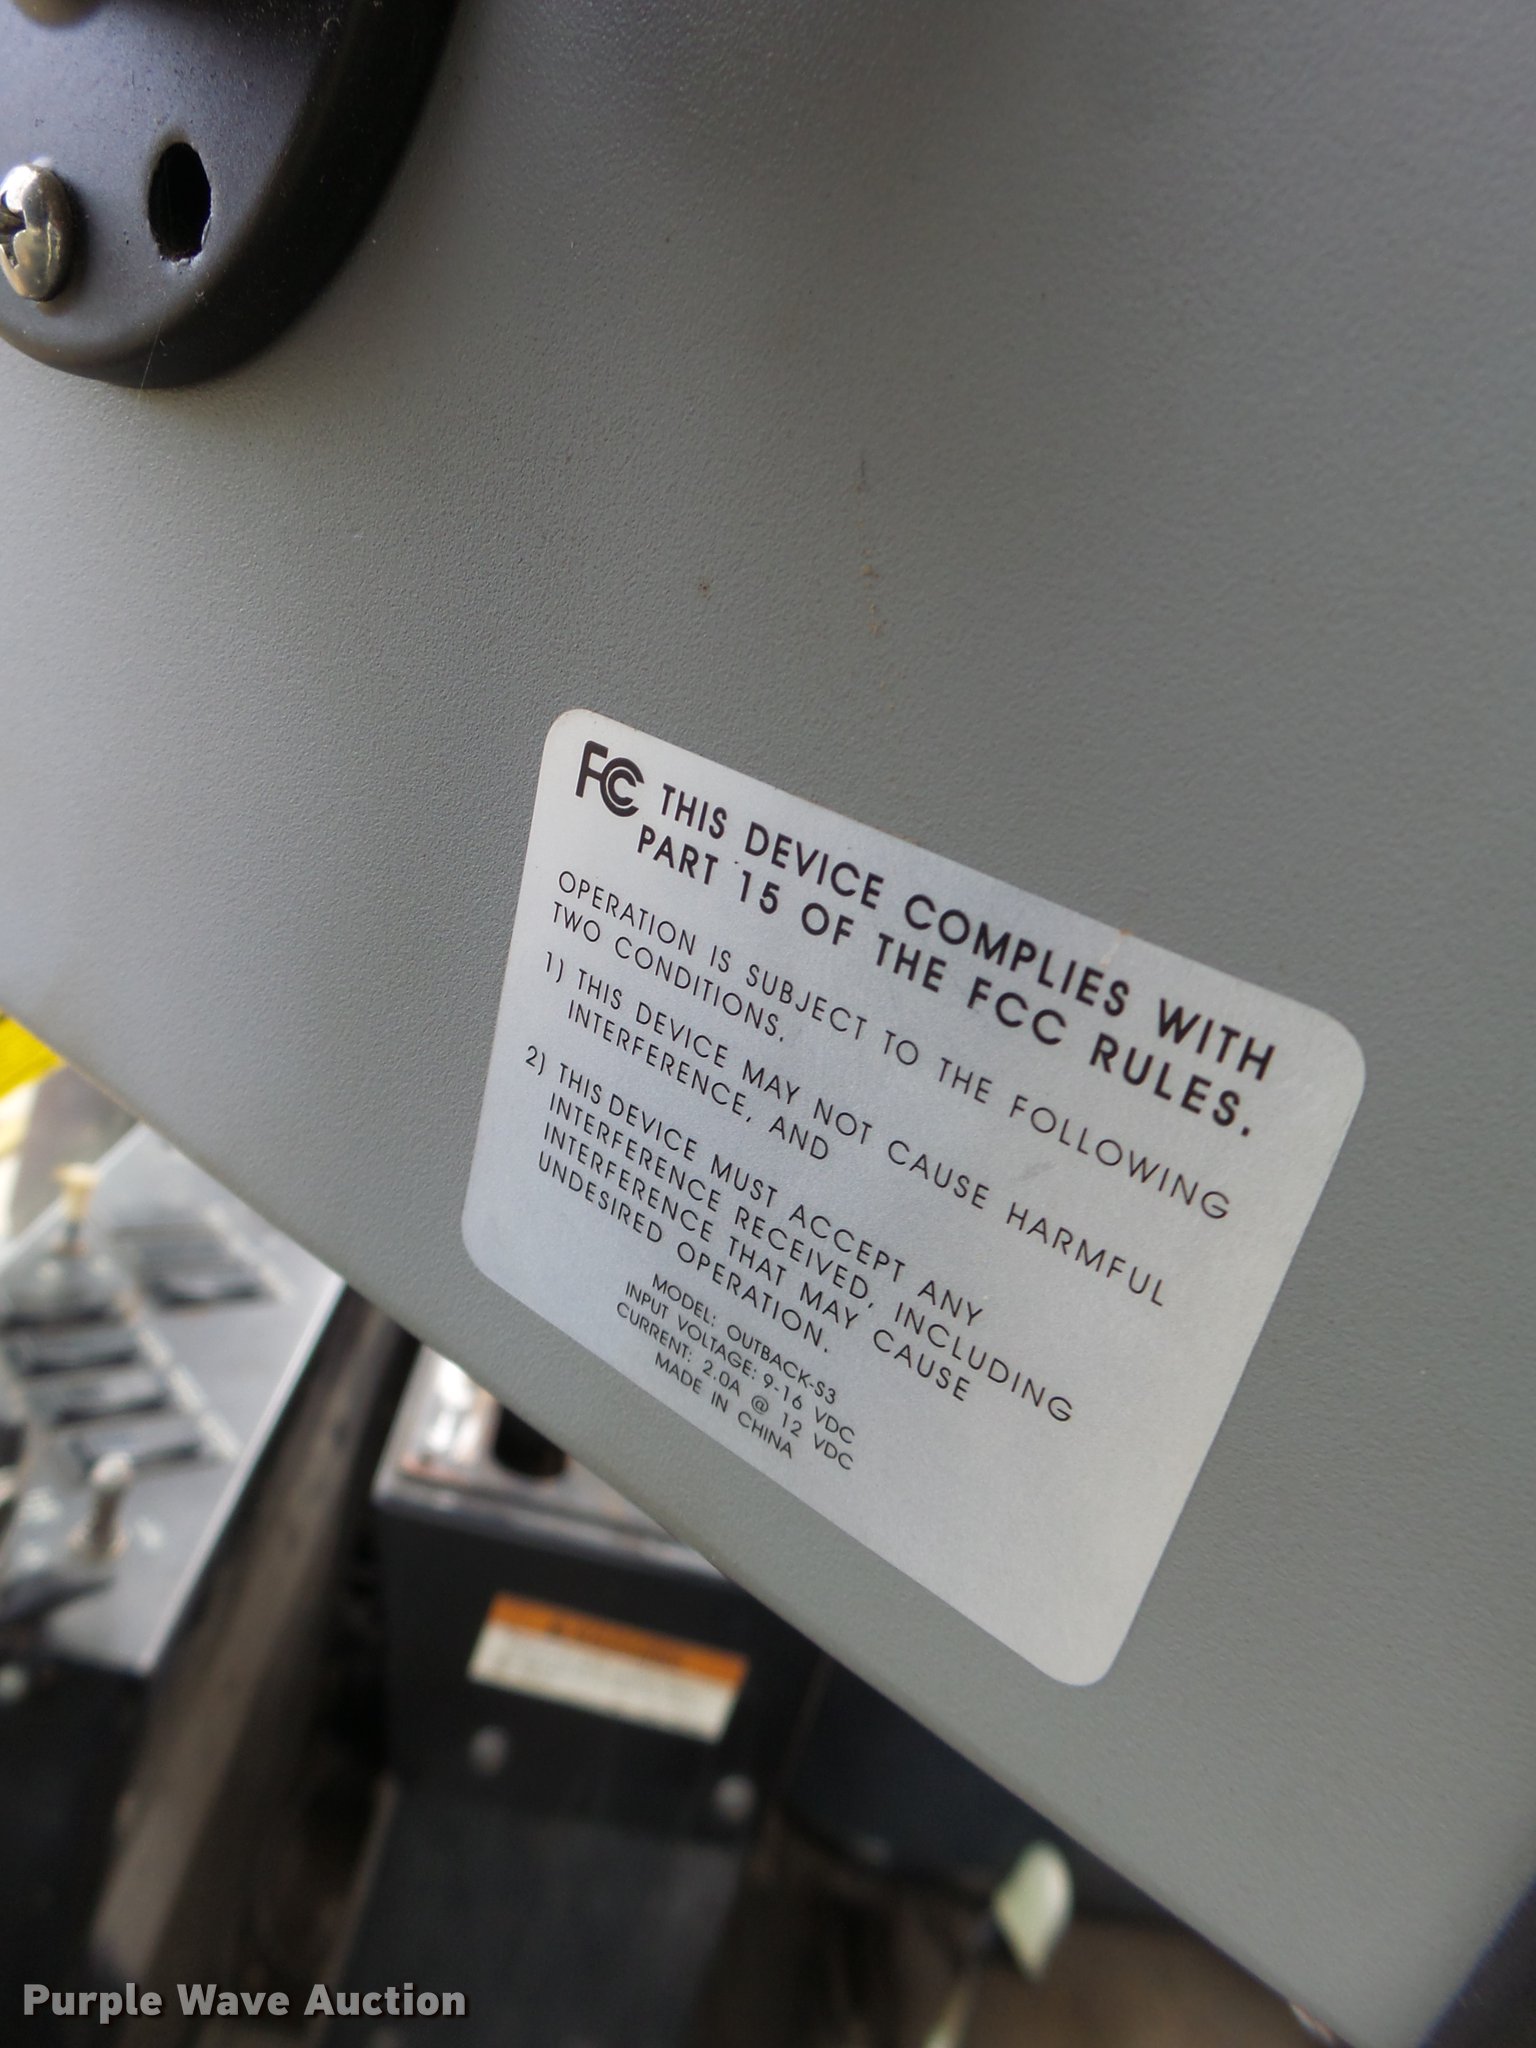 FC THIS DEVICE COMPLIES WITH
PART 15 OF THE FCC RULES.
OPERATION IS SUBJECT TO THE FOLLOWING
TWO CONDITIONS.
1) THIS DEVICE MAY NOT CAUSE HARMFUL
INTERFERENCE, AND
2) THIS DEVICE MUST ACCEPT ANY
INTERFERENCE RECEIVED, INCLUDING
INTERFERENCE THAT MAY CAUSE
UNDESIRED OPERATION.
MODEL: OUTBACK-S3
INPUT VOLTAGE: 9-16 VDC
CURRENT: 2.0A @ 12 VDC
MADE IN CHINA
Purple Wave Auction